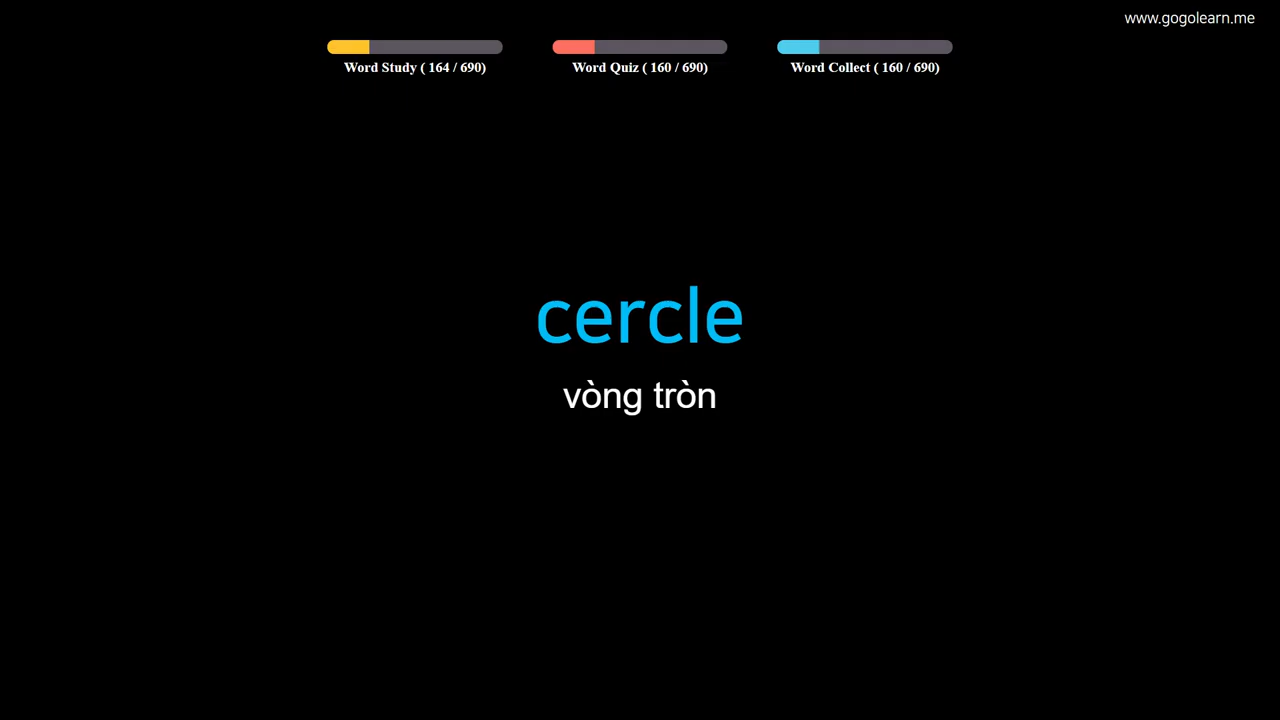 www.gogolearn.me
Word Study ( 164 / 690)
Word Quiz ( 160 / 690)
Word Collect ( 160 / 690)
cercle
vòng tròn